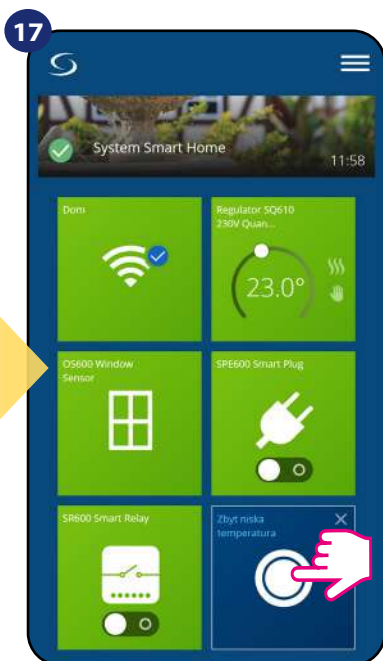 17
System Smart Home
11:58
Dom
Regulator SQ610
230V Quan...
23.0°
OS600 Window
Sensor
SPE600 Smart Plug
SR600 Smart Relay
Zbyt niska
temperatura